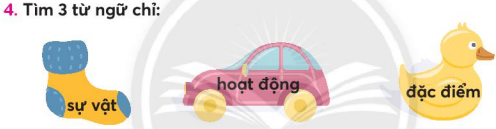 4. Tìm 3 từ ngữ chỉ:
sự vật
hoạt động
đặc điểm